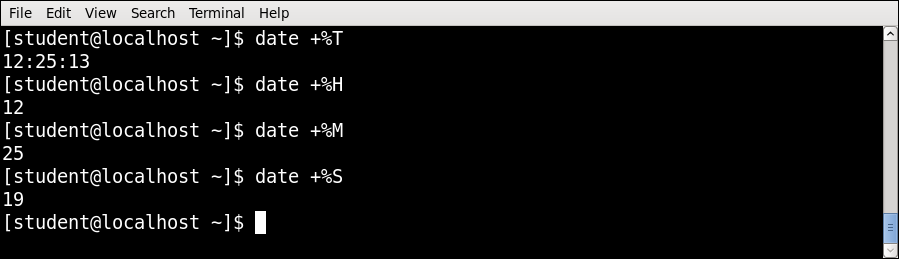 File Edit View Search Terminal Help
[student@localhost ~]$ date +%T
12:25:13
[student@localhost ~]$ date +%H
12
[student@localhost ~]$ date +%M
25
[student@localhost ~]$ date +%S
19
[student@localhost ~]$